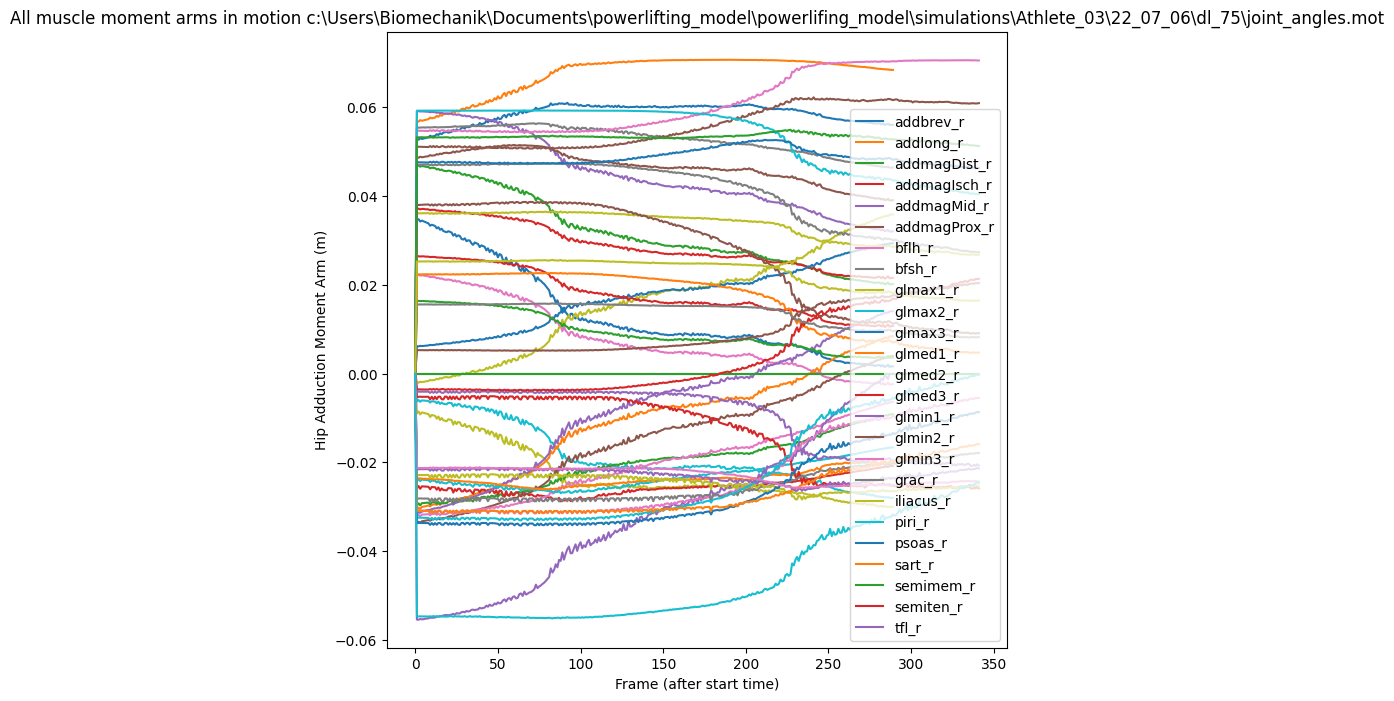 All muscle moment arms in motion c:\Users\Biomechanik\Documents\powerlifting_model\powerlifing_model\simulations\Athlete_03\22_07_06\dl_75\joint_angles.mot
Hip Adduction Moment Arm (m)
0.06
0.04
0.02
0.00
−0.02
−0.04
−0.06
addbrev_r
addlong_r
addmagDist_r
addmagIsch_r
addmagMid_r
addmagProx_r
bflh_r
bfsh_r
glmax1_r
glmax2_r
glmax3_r
glmed1_r
glmed2_r
glmed3_r
glmin1_r
glmin2_r
glmin3_r
grac_r
iliacus_r
piri_r
psoas_r
sart_r
semimem_r
semiten_r
tfl_r
0 50 100 150 200 250 300 350
Frame (after start time)